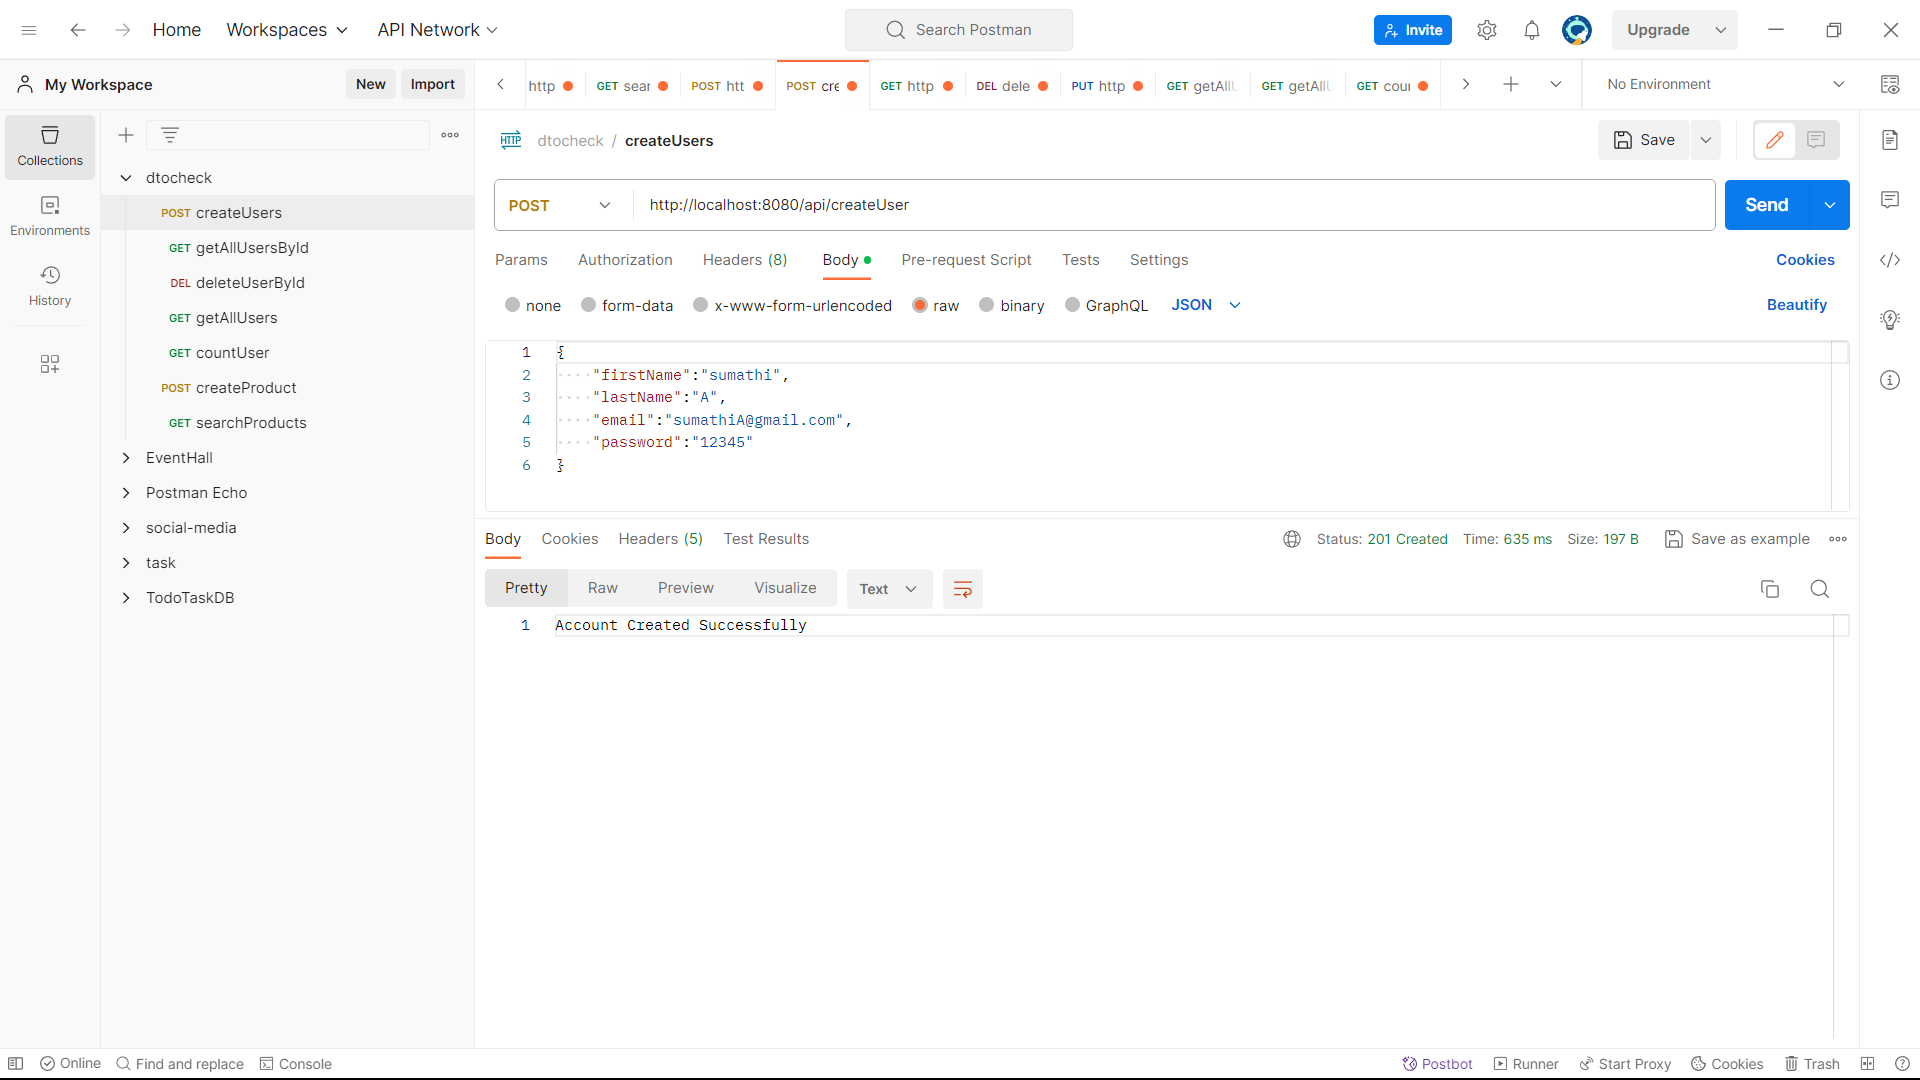 Home Workspaces API Network Search Postman Invite Upgrade
My Workspace New Import http GET sear POST htt POST cre GET http DEL dele PUT http GET getAllU GET getAllU GET cou No Environment
Collections
Environments
History
dtocheck
POST createUsers
GET getAllUsersById
DEL deleteUserById
GET getAllUsers
GET countUser
POST createProduct
GET searchProducts
EventHall
Postman Echo
social-media
task
TodoTaskDB
HTTP dtocheck / createUsers Save
POST http://localhost:8080/api/createUser Send
Params Authorization Headers (8) Body Pre-request Script Tests Settings Cookies
none form-data x-www-form-urlencoded raw binary GraphQL JSON Beautify
1 {
2 "firstName":"sumathi",
3 "lastName":"A",
4 "email":"sumathiA@gmail.com",
5 "password":"12345"
6 }
Body Cookies Headers (5) Test Results Status: 201 Created Time: 635 ms Size: 197 B Save as example
Pretty Raw Preview Visualize Text
1 Account Created Successfully
Online Find and replace Console Postbot Runner Start Proxy Cookies Trash